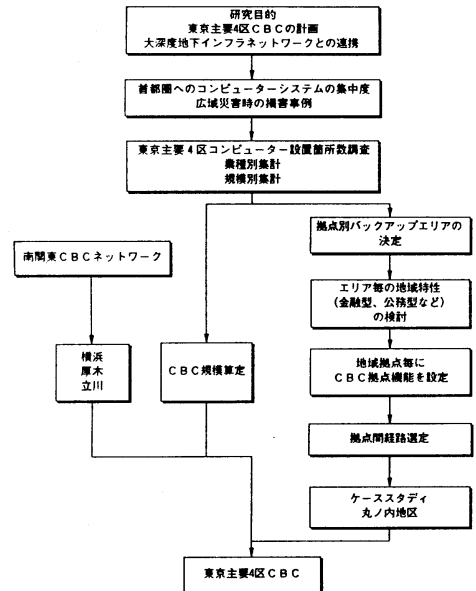 研究目的
東京主要4区CBCの計画
大深度地下インフラネットワークとの連携
首都圏へのコンピューターシステムの集中度
広域災害時の損害事例
東京主要4区コンピューター設置箇所数調査
業種別集計
規模別集計
拠点別バックアップエリアの
決定
南関東CBCネットワーク
エリア毎の地域特性
(金融型、公務型など)
の検討
横浜
厚木
立川
CBC規模算定
地域拠点毎に
CBC拠点機能を設定
拠点間経路選定
ケーススタディ
丸ノ内地区
東京主要4区CBC